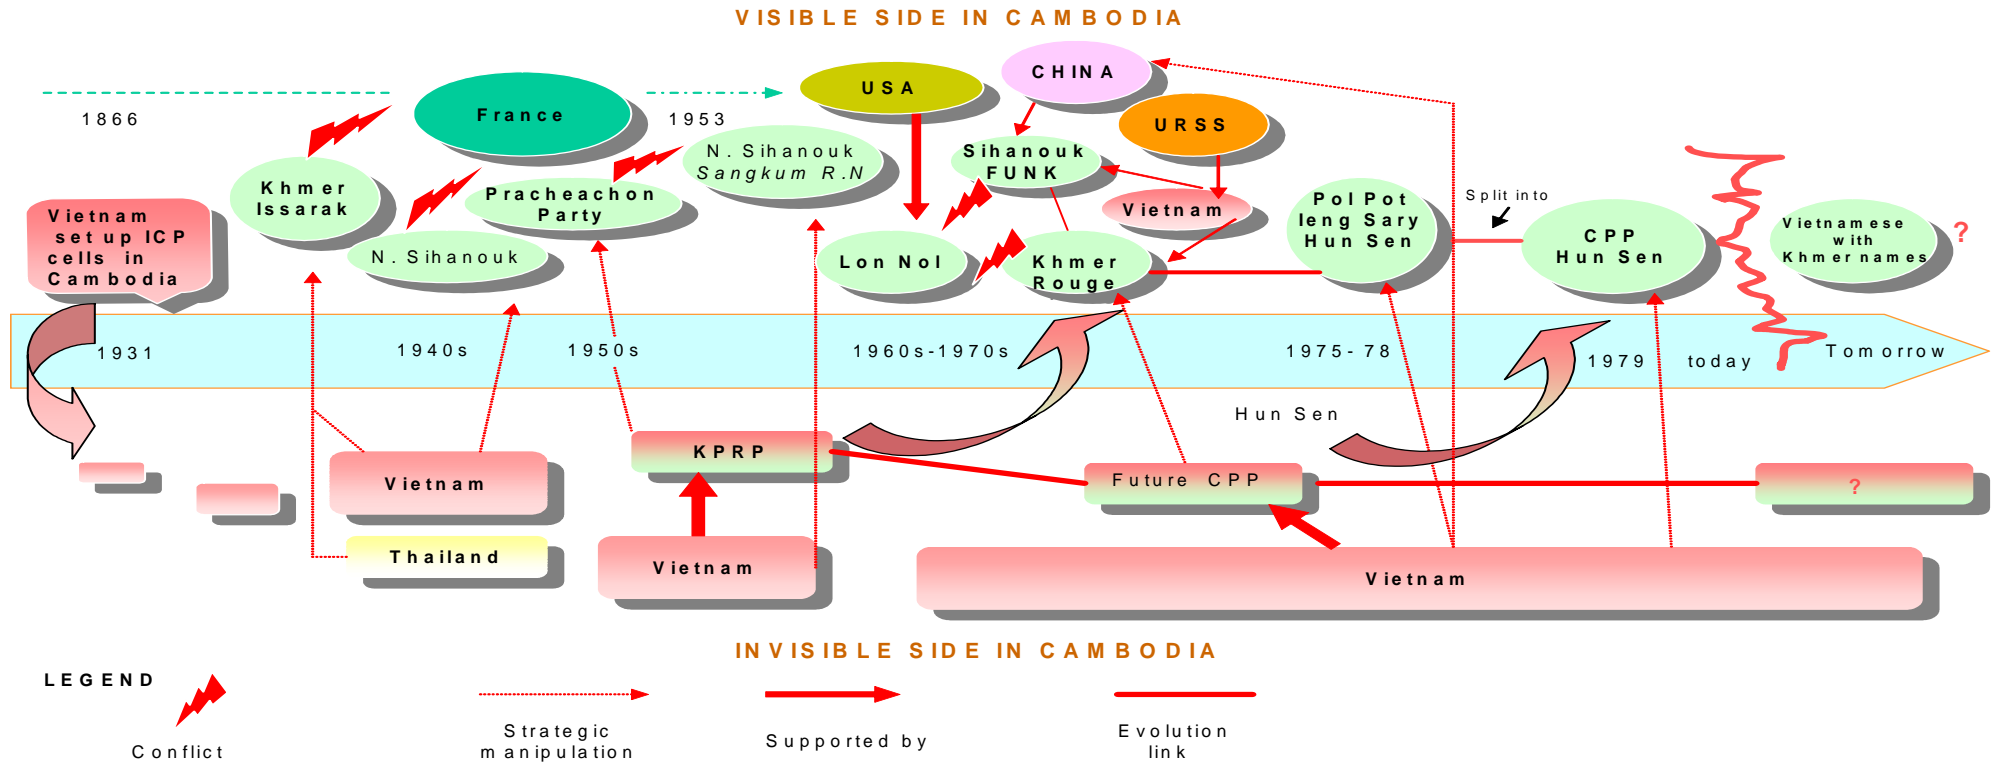 VISIBLE SIDE IN CAMBODIA
1866
France
1953
USA
CHINA
URSS
Khmer
Issarak
N. Sihanouk
Pracheachon
Party
N. Sihanouk
Sangkum R.N
Lon Nol
Sihanouk
FUNK
Vietnam
Khmer
Rouge
Pol Pot
Ieng Sary
Hun Sen
Split into
CPP
Hun Sen
Vietnamese
with
Khmer names
?
Vietnam
set up ICP
cells in
Cambodia
1931
1940s
1950s
1960s-1970s
1975-78
1979
today
Tomorrow
Hun Sen
Vietnam
Thailand
KPRP
Vietnam
Future CPP
?
Vietnam
INVISIBLE SIDE IN CAMBODIA
LEGEND
Conflict
Strategic
manipulation
Supported by
Evolution
link